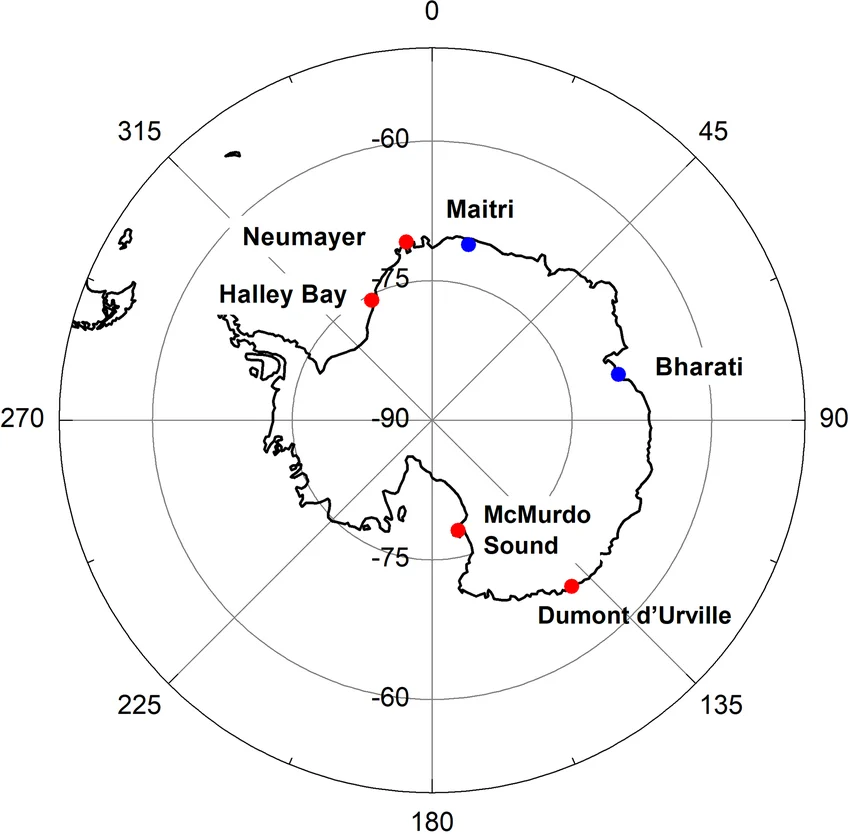 0
315
45
-60
Maitri
Neumayer
-75
Halley Bay
Bharati
270
-90
90
McMurdo
Sound
-75
Dumont d'Urville
-60
225
135
180